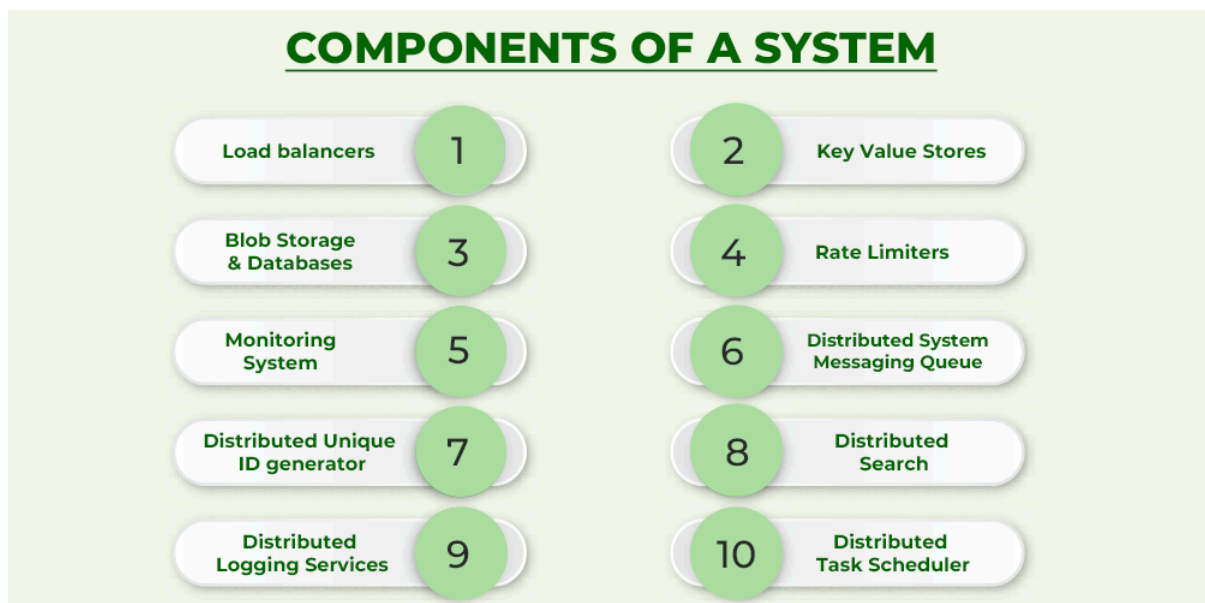 COMPONENTS OF A SYSTEM
Load balancers
1
2
Key Value Stores
Blob Storage
& Databases
3
4
Rate Limiters
Monitoring
System
5
6
Distributed System
Messaging Queue
Distributed Unique
ID generator
7
8
Distributed
Search
Distributed
Logging Services
9
10
Distributed
Task Scheduler